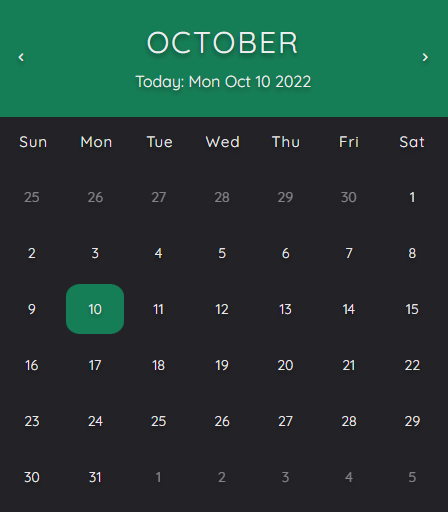 OCTOBER
Today: Mon Oct 10 2022
Sun Mon Tue Wed Thu Fri Sat
25 26 27 28 29 30 1
2 3 4 5 6 7 8
9 10 11 12 13 14 15
16 17 18 19 20 21 22
23 24 25 26 27 28 29
30 31 1 2 3 4 5